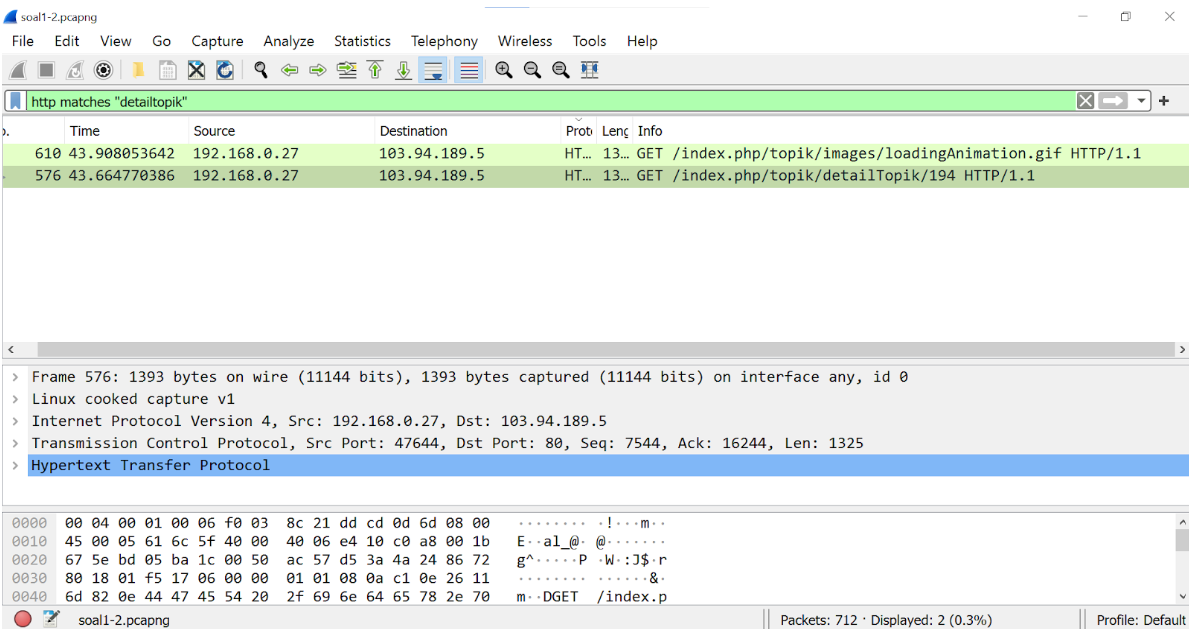 soal1-2.pcapng
File Edit View Go Capture Analyze Statistics Telephony Wireless Tools Help
http matches "detailtopik"
Time Source Destination Protc Leng Info
610 43.908053642 192.168.0.27 103.94.189.5 HT… 13… GET /index.php/topik/images/loadingAnimation.gif HTTP/1.1
576 43.664770386 192.168.0.27 103.94.189.5 HT… 13… GET /index.php/topik/detailTopik/194 HTTP/1.1
Frame 576: 1393 bytes on wire (11144 bits), 1393 bytes captured (11144 bits) on interface any, id 0
Linux cooked capture v1
Internet Protocol Version 4, Src: 192.168.0.27, Dst: 103.94.189.5
Transmission Control Protocol, Src Port: 47644, Dst Port: 80, Seq: 7544, Ack: 16244, Len: 1325
Hypertext Transfer Protocol
0000 00 04 00 01 00 06 f0 03 8c 21 dd cd 0d 6d 08 00 ········ ·!···m··
0010 45 00 05 61 6c 5f 40 00 40 06 e4 10 c0 a8 00 1b E··al_@· @·······
0020 67 5e bd 05 ba 1c 00 50 ac 57 d5 3a 4a 24 86 72 g^·····P ·W·:J$·r
0030 80 18 01 f5 17 06 00 00 01 01 08 0a c1 0e 26 11 ········ ······&·
0040 6d 82 0e 44 47 45 54 20 2f 69 6e 64 65 78 2e 70 m··DGET /index.p
soal1-2.pcapng Packets: 712 · Displayed: 2 (0.3%) Profile: Default